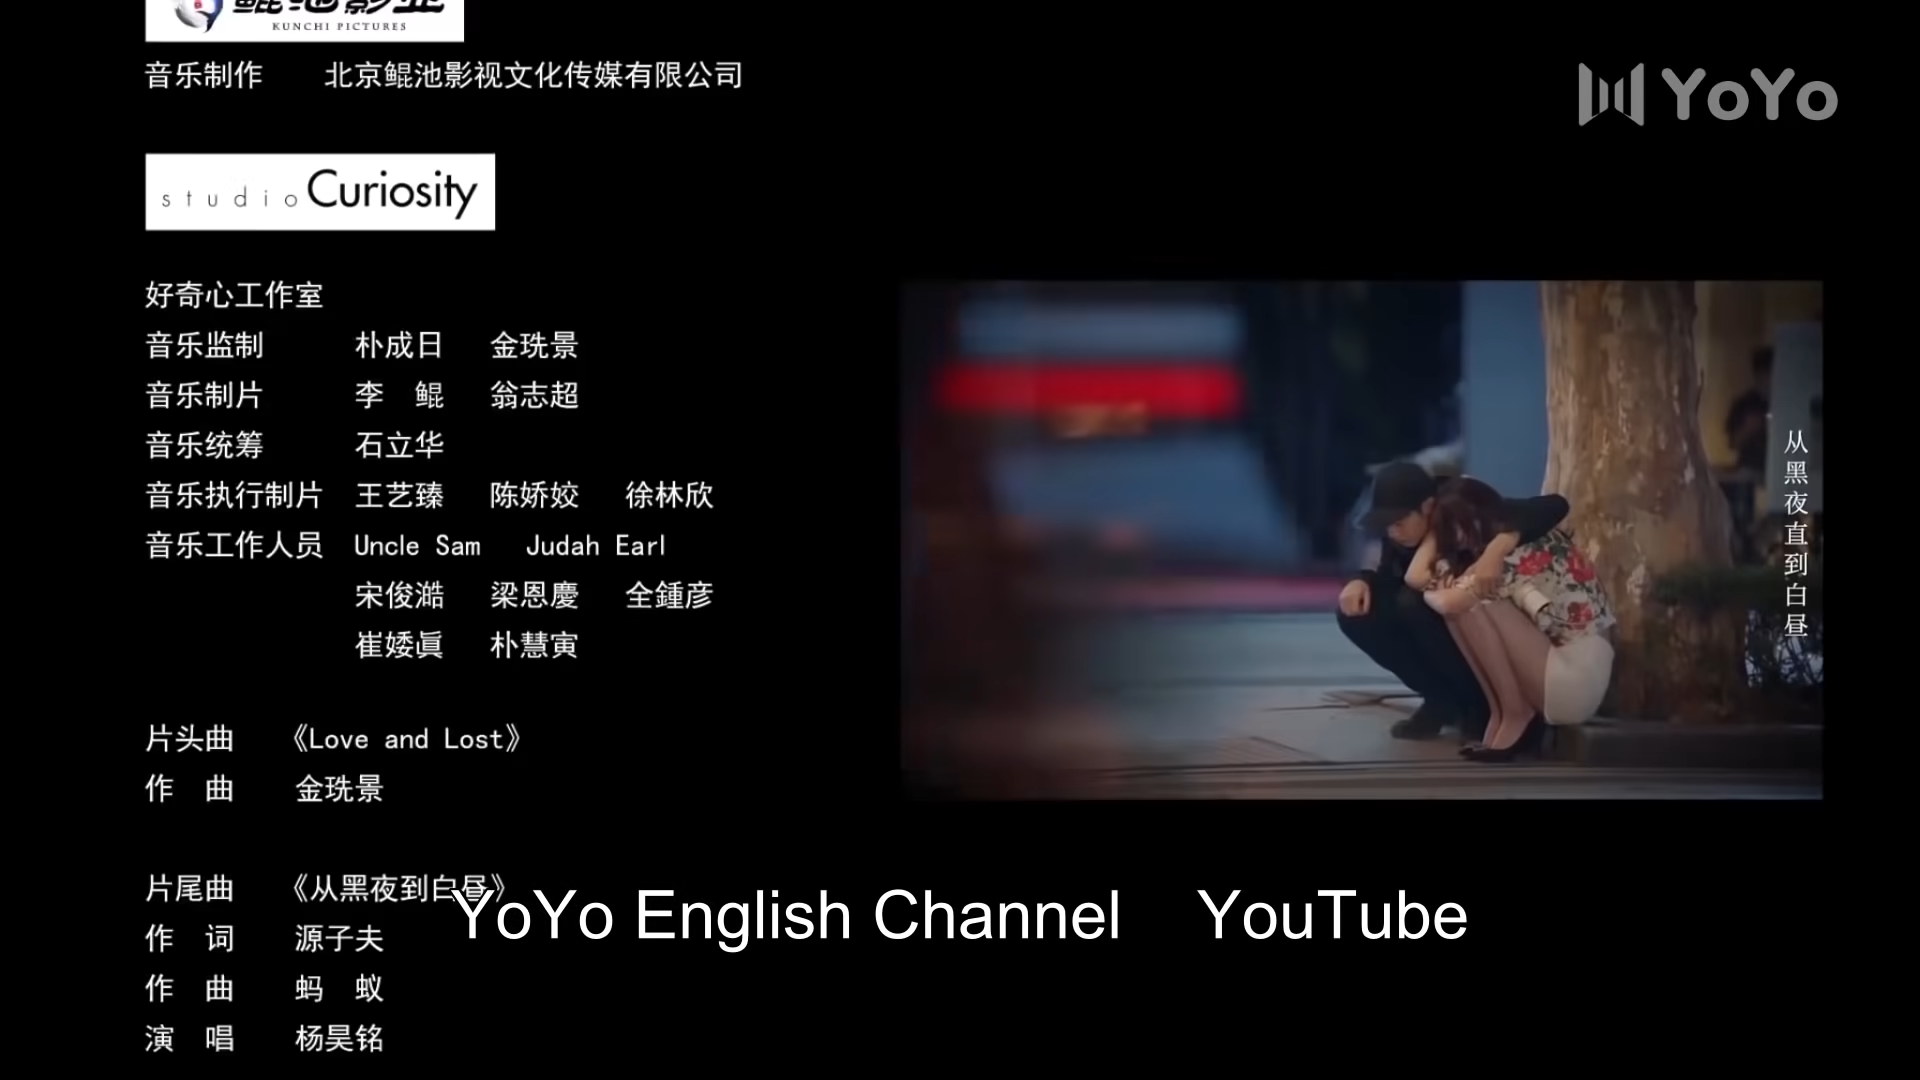 鲲池影业
KUNCHI PICTURES
音乐制作 北京鲲池影视文化传媒有限公司
YoYo
studio Curiosity
好奇心工作室
音乐监制 朴成日 金珗景
音乐制片 李 鲲 翁志超
音乐统筹 石立华
音乐执行制片 王艺臻 陈娇姣 徐林欣
音乐工作人员 Uncle Sam Judah Earl
宋俊澔 梁恩慶 全鍾彦
崔婑眞 朴慧寅
从黑夜直到白昼
片头曲 《Love and Lost》
作 曲 金珗景
片尾曲 《从黑夜到白昼》
YoYo English Channel YouTube
作 词 源子夫
作 曲 蚂 蚁
演 唱 杨昊铭